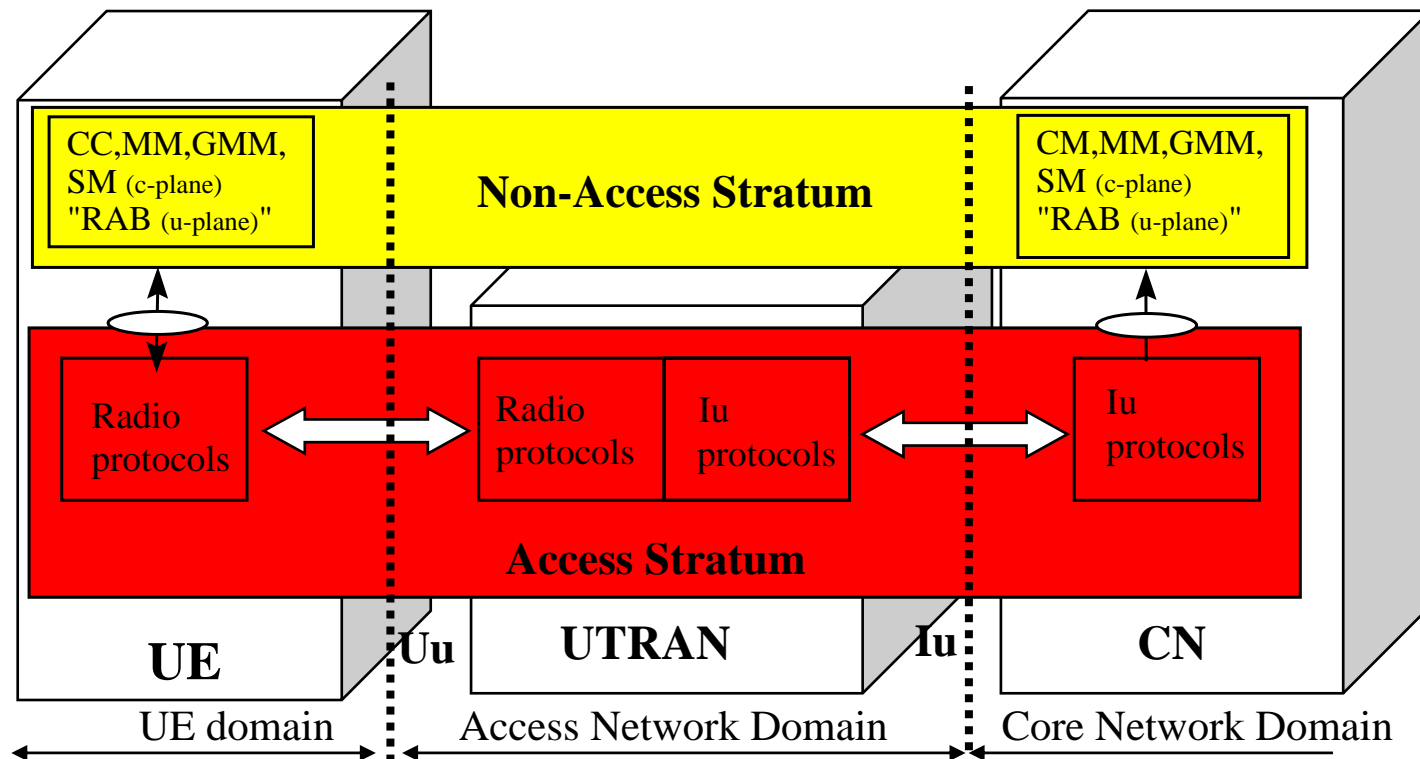 CC,MM,GMM,
SM (c-plane)
"RAB (u-plane)"
Non-Access Stratum
CM,MM,GMM,
SM (c-plane)
"RAB (u-plane)"
Radio
protocols
Radio
protocols
Iu
protocols
Iu
protocols
Access Stratum
UE
Uu
UTRAN
Iu
CN
UE domain
Access Network Domain
Core Network Domain